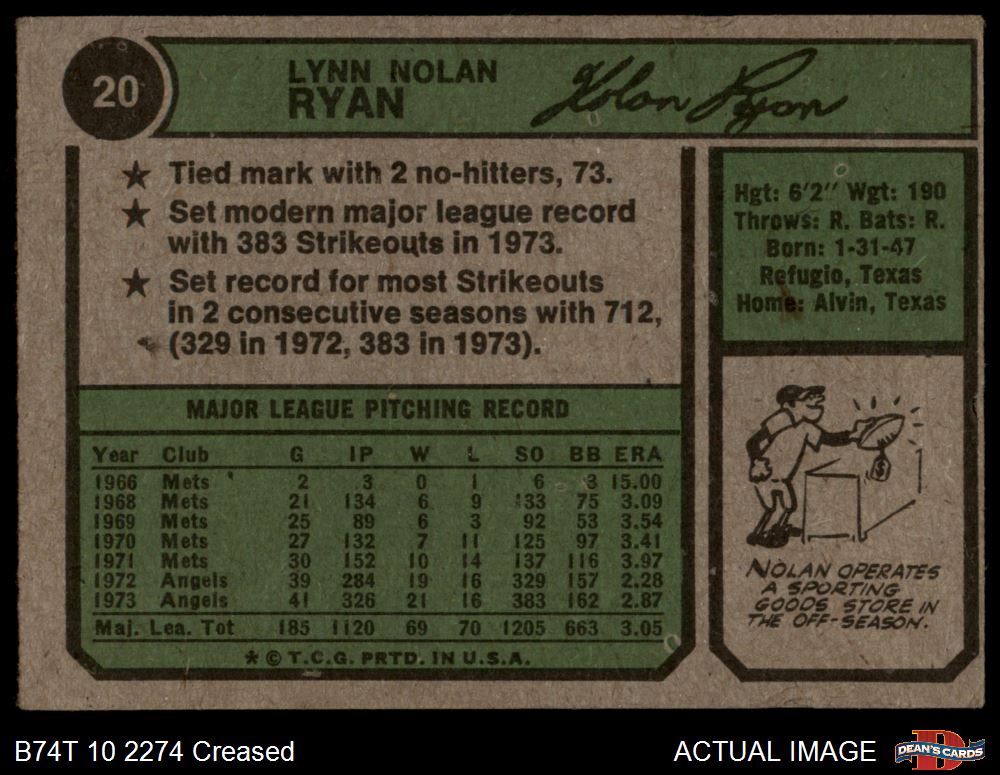 20
LYNN NOLAN
RYAN
Nolan Ryan
★ Tied mark with 2 no-hitters, 73.
★ Set modern major league record
with 383 Strikeouts in 1973.
★ Set record for most Strikeouts
in 2 consecutive seasons with 712,
(329 in 1972, 383 in 1973).
Hgt: 6'2" Wgt: 190
Throws: R. Bats: R.
Born: 1-31-47
Refugio, Texas
Home: Alvin, Texas
MAJOR LEAGUE PITCHING RECORD
Year Club G IP W L SO BB ERA
1966 Mets 2 3 0 1 6 3 15.00
1968 Mets 21 134 6 9 133 75 3.09
1969 Mets 25 89 6 3 92 53 3.54
1970 Mets 27 132 7 11 125 97 3.41
1971 Mets 30 152 10 14 137 116 3.97
1972 Angels 39 284 19 16 329 157 2.28
1973 Angels 41 326 21 16 383 162 2.87
Maj. Lea. Tot 185 1120 69 70 1205 663 3.05
* © T.C.G. PRTD. IN U.S.A.
$
NOLAN OPERATES
A SPORTING
GOODS STORE IN
THE OFF-SEASON.
B74T 10 2274 Creased
ACTUAL IMAGE
D
DEAN'S CARDS